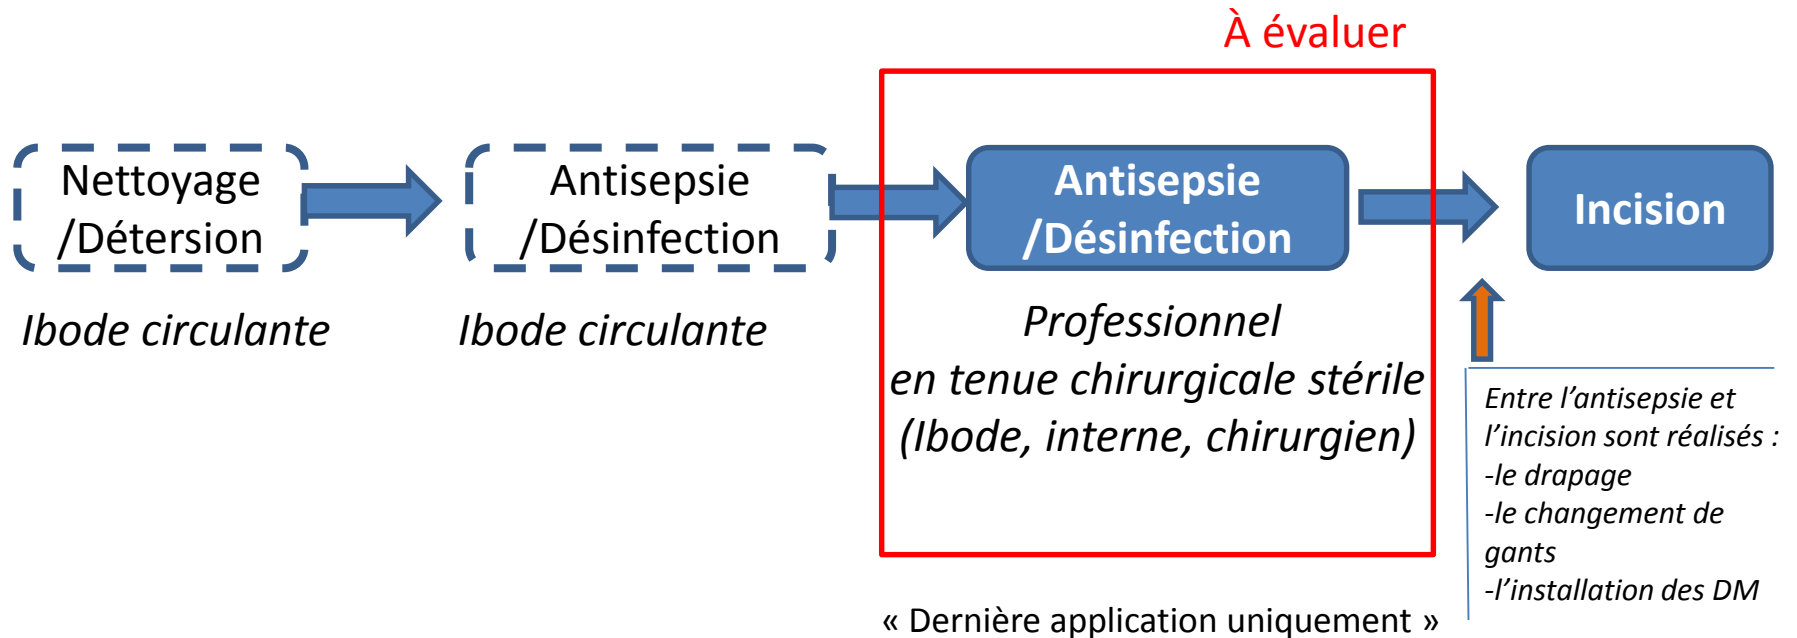 À évaluer
Nettoyage
/Détersion
Antisepsie
/Désinfection
Antisepsie
/Désinfection
Incision
Ibode circulante
Ibode circulante
Professionnel
en tenue chirurgicale stérile
(Ibode, interne, chirurgien)
Entre l’antisepsie et
l’incision sont réalisés :
-le drapage
-le changement de
gants
-l’installation des DM
« Dernière application uniquement »